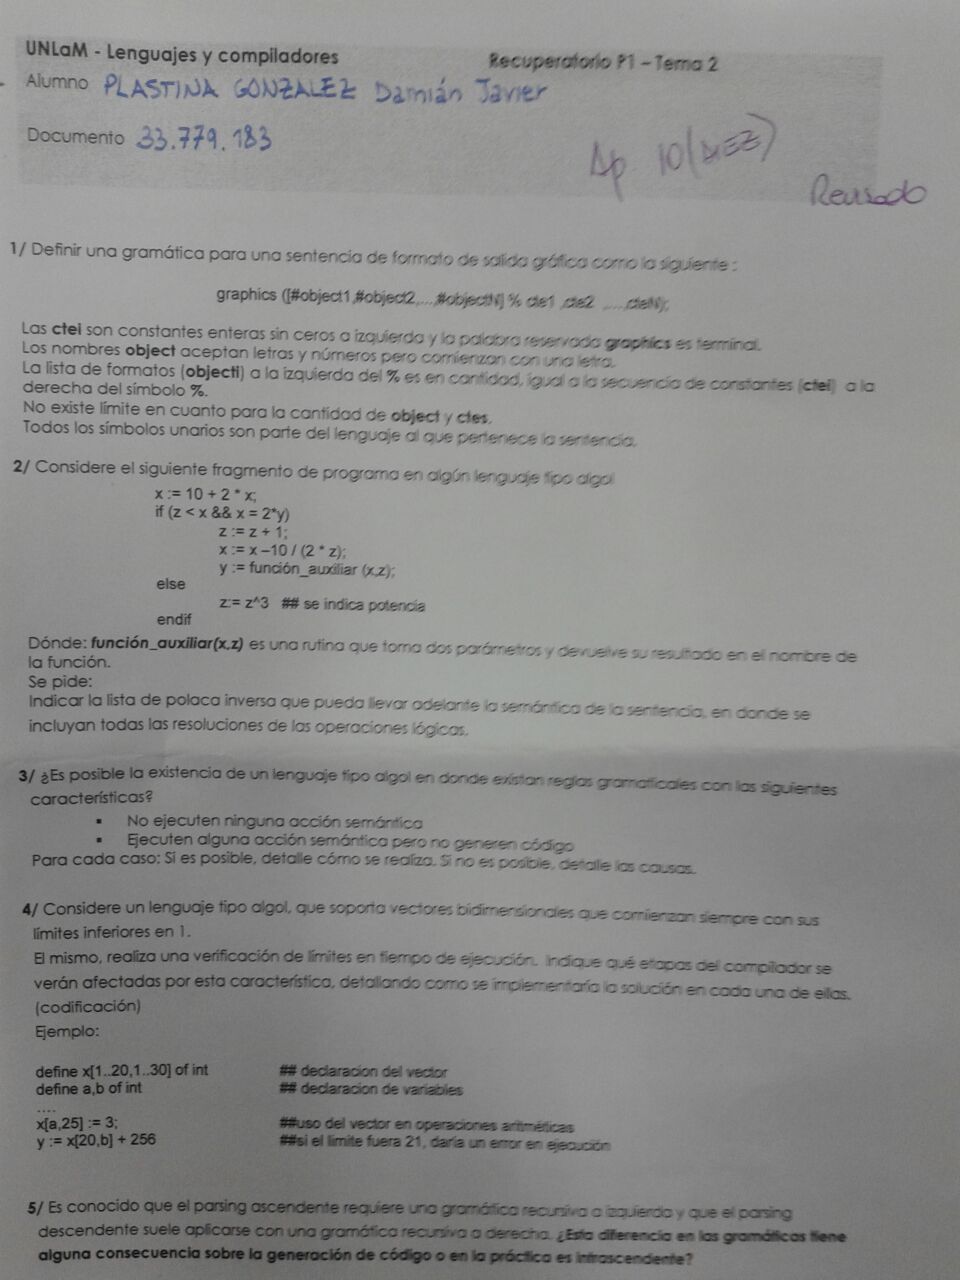 UNLaM - Lenguajes y compiladores Recuperatorio P1 - Tema 2
Alumno PLASTINA GONZALEZ Damián Javier
Documento 33.779.183
Ap 10 (DIEZ)
Revisado
1/ Definir una gramática para una sentencia de formato de salida gráfica como la siguiente :
graphics ([#object1,#object2,...,#objectN] % cte1 ,cte2 ,....,cteN);
Las ctei son constantes enteras sin ceros a izquierda y la palabra reservada graphics es terminal.
Los nombres object aceptan letras y números pero comienzan con una letra.
La lista de formatos (objecti) a la izquierda del % es en cantidad, igual a la secuencia de constantes (ctei) a la
derecha del símbolo %.
No existe límite en cuanto para la cantidad de object y ctes.
Todos los símbolos unarios son parte del lenguaje al que pertenece la sentencia.
2/ Considere el siguiente fragmento de programa en algún lenguaje tipo algol
x := 10 + 2 * x;
if (z < x && x = 2*y)
z := z + 1;
x := x –10 / (2 * z);
y := función_auxiliar (x,z);
else
z:= z^3 ## se indica potencia
endif
Dónde: función_auxiliar(x,z) es una rutina que toma dos parámetros y devuelve su resultado en el nombre de
la función.
Se pide:
Indicar la lista de polaca inversa que pueda llevar adelante la semántica de la sentencia, en donde se
incluyan todas las resoluciones de las operaciones lógicas.
3/ ¿Es posible la existencia de un lenguaje tipo algol en donde existan reglas gramaticales con las siguientes
características?
▪ No ejecuten ninguna acción semántica
▪ Ejecuten alguna acción semántica pero no generen código
Para cada caso: Si es posible, detalle cómo se realiza. Si no es posible, detalle las causas.
4/ Considere un lenguaje tipo algol, que soporta vectores bidimensionales que comienzan siempre con sus
límites inferiores en 1.
El mismo, realiza una verificación de límites en tiempo de ejecución. Indique qué etapas del compilador se
verán afectadas por esta característica, detallando como se implementaría la solución en cada una de ellas.
(codificación)
Ejemplo:
define x[1..20,1..30] of int ## declaracion del vector
define a,b of int ## declaracion de variables
....
x[a,25] := 3; ##uso del vector en operaciones aritméticas
y := x[20,b] + 256 ##si el limite fuera 21, daría un error en ejecución
5/ Es conocido que el parsing ascendente requiere una gramática recursiva a izquierda y que el parsing
descendente suele aplicarse con una gramática recursiva a derecha. ¿Esta diferencia en las gramáticas tiene
alguna consecuencia sobre la generación de código o en la práctica es intrascendente?